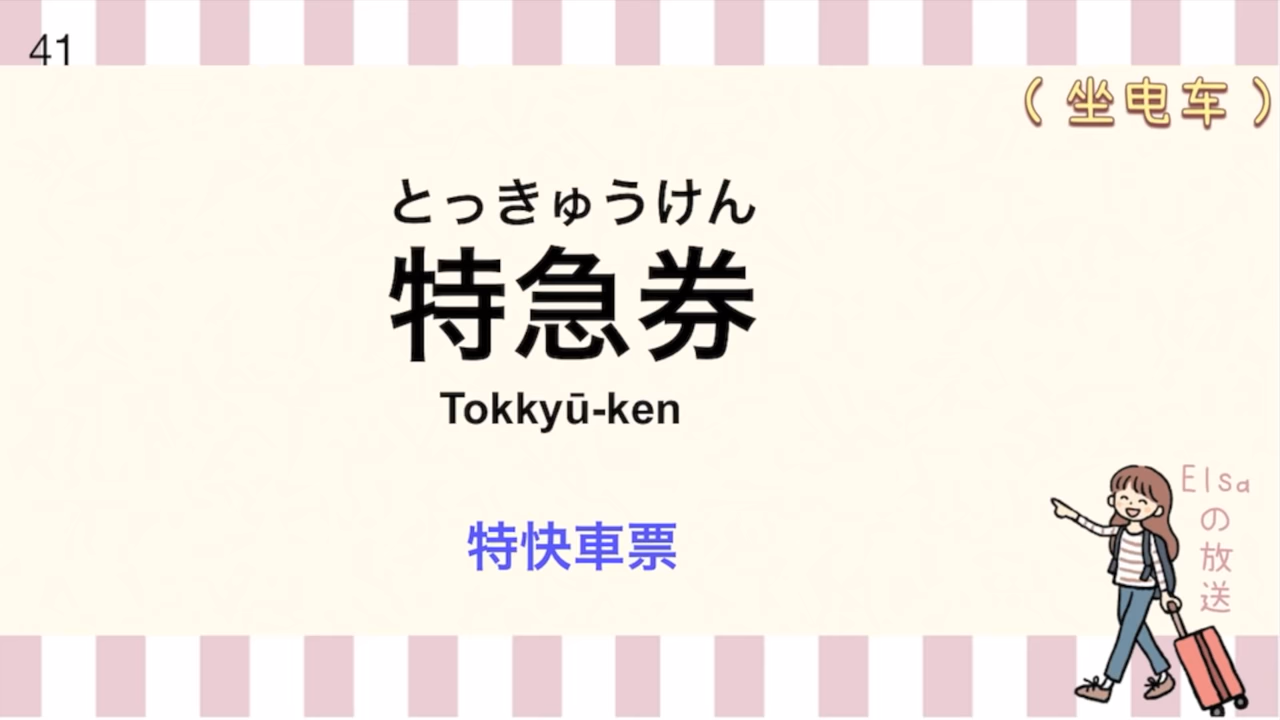 41
（坐电车）
とっきゅうけん
特急券
Tokkyū-ken
特快車票
Elsa
の
放
送